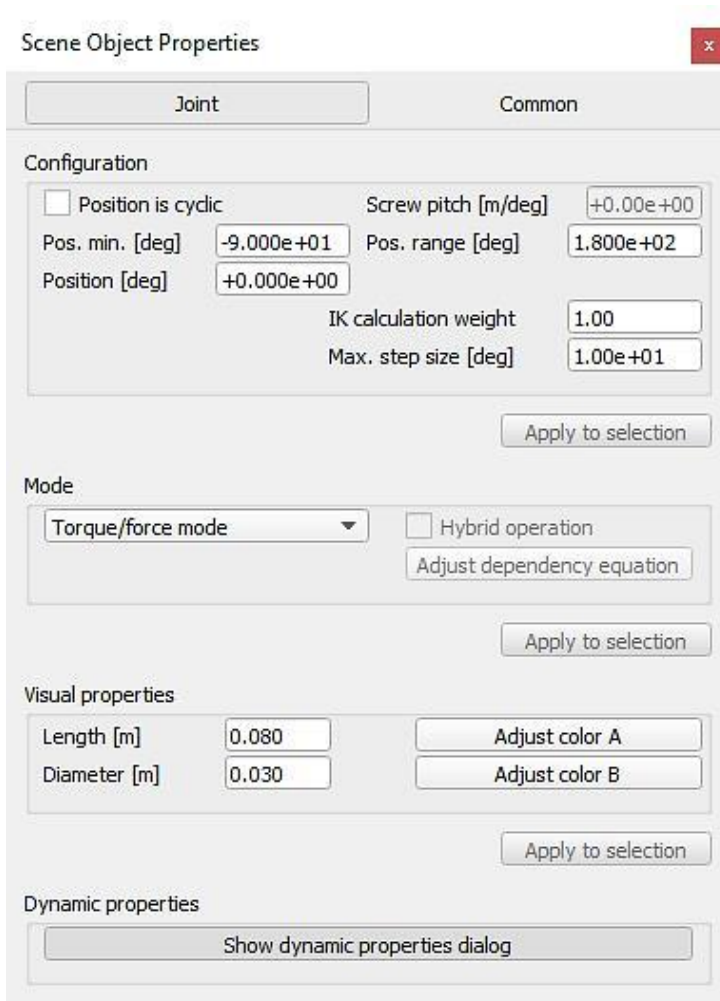 Scene Object Properties x
Joint Common
Configuration
Position is cyclic Screw pitch [m/deg] +0.00e+00
Pos. min. [deg] -9.000e+01 Pos. range [deg] 1.800e+02
Position [deg] +0.000e+00
IK calculation weight 1.00
Max. step size [deg] 1.00e+01
Apply to selection
Mode
Torque/force mode Hybrid operation
Adjust dependency equation
Apply to selection
Visual properties
Length [m] 0.080 Adjust color A
Diameter [m] 0.030 Adjust color B
Apply to selection
Dynamic properties
Show dynamic properties dialog